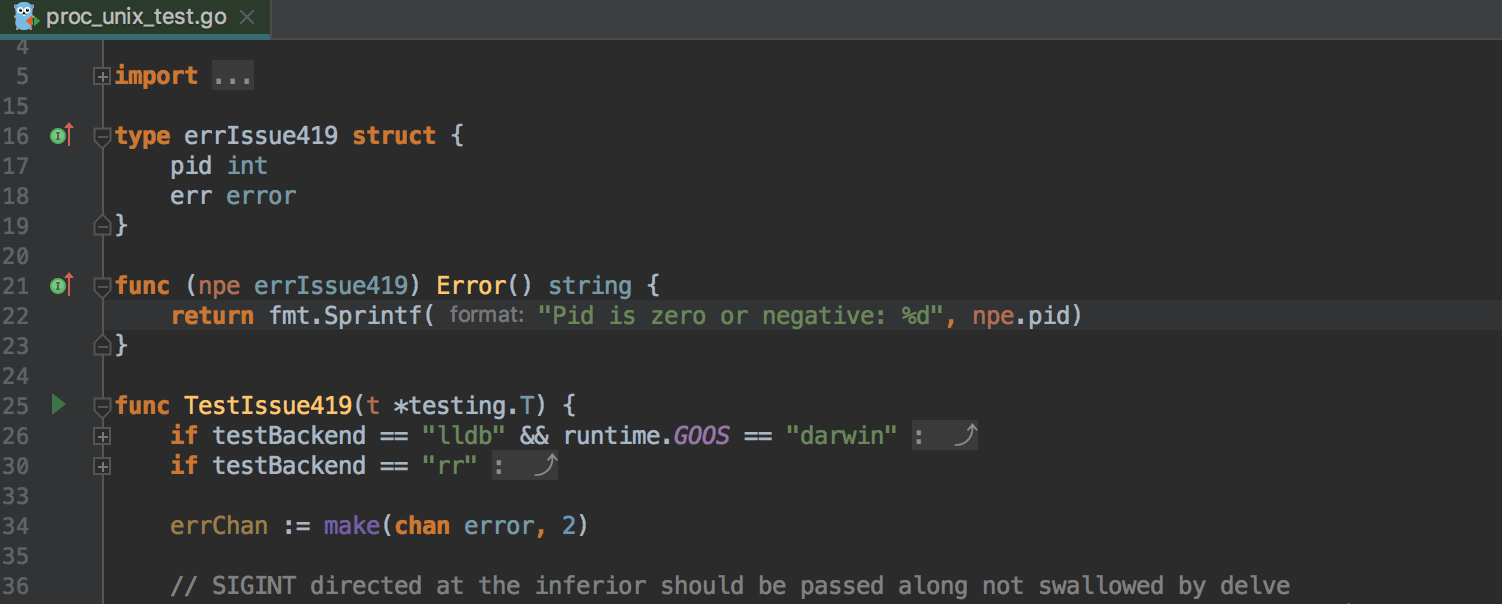 proc_unix_test.go
4
5 import ...
15
16 type errIssue419 struct {
17 pid int
18 err error
19 }
20
21 func (npe errIssue419) Error() string {
22 return fmt.Sprintf( format: "Pid is zero or negative: %d", npe.pid)
23 }
24
25 func TestIssue419(t *testing.T) {
26 if testBackend == "lldb" && runtime.GOOS == "darwin" :
30 if testBackend == "rr" :
33
34 errChan := make(chan error, 2)
35
36 // SIGINT directed at the inferior should be passed along not swallowed by delve